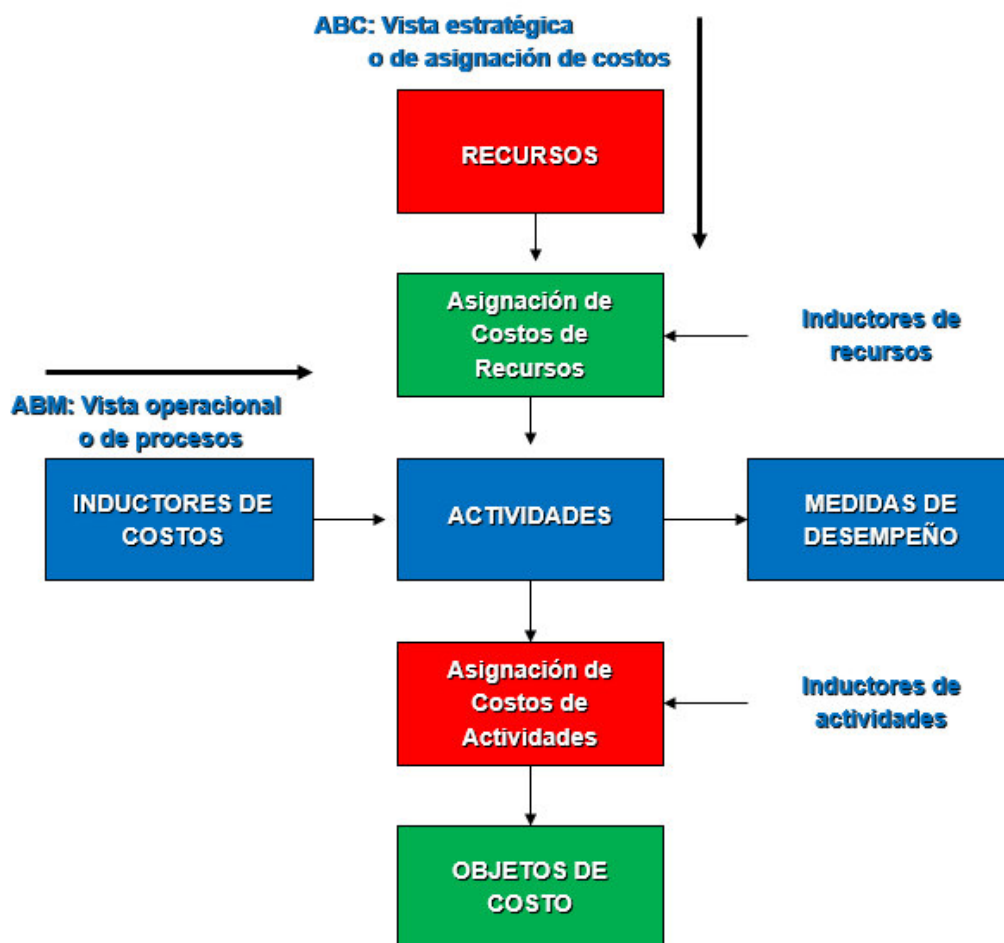 ABC: Vista estratégica
o de asignación de costos
RECURSOS
Asignación de
Costos de
Recursos
Inductores de
recursos
ABM: Vista operacional
o de procesos
INDUCTORES DE
COSTOS
ACTIVIDADES
MEDIDAS DE
DESEMPEÑO
Asignación de
Costos de
Actividades
Inductores de
actividades
OBJETOS DE
COSTO